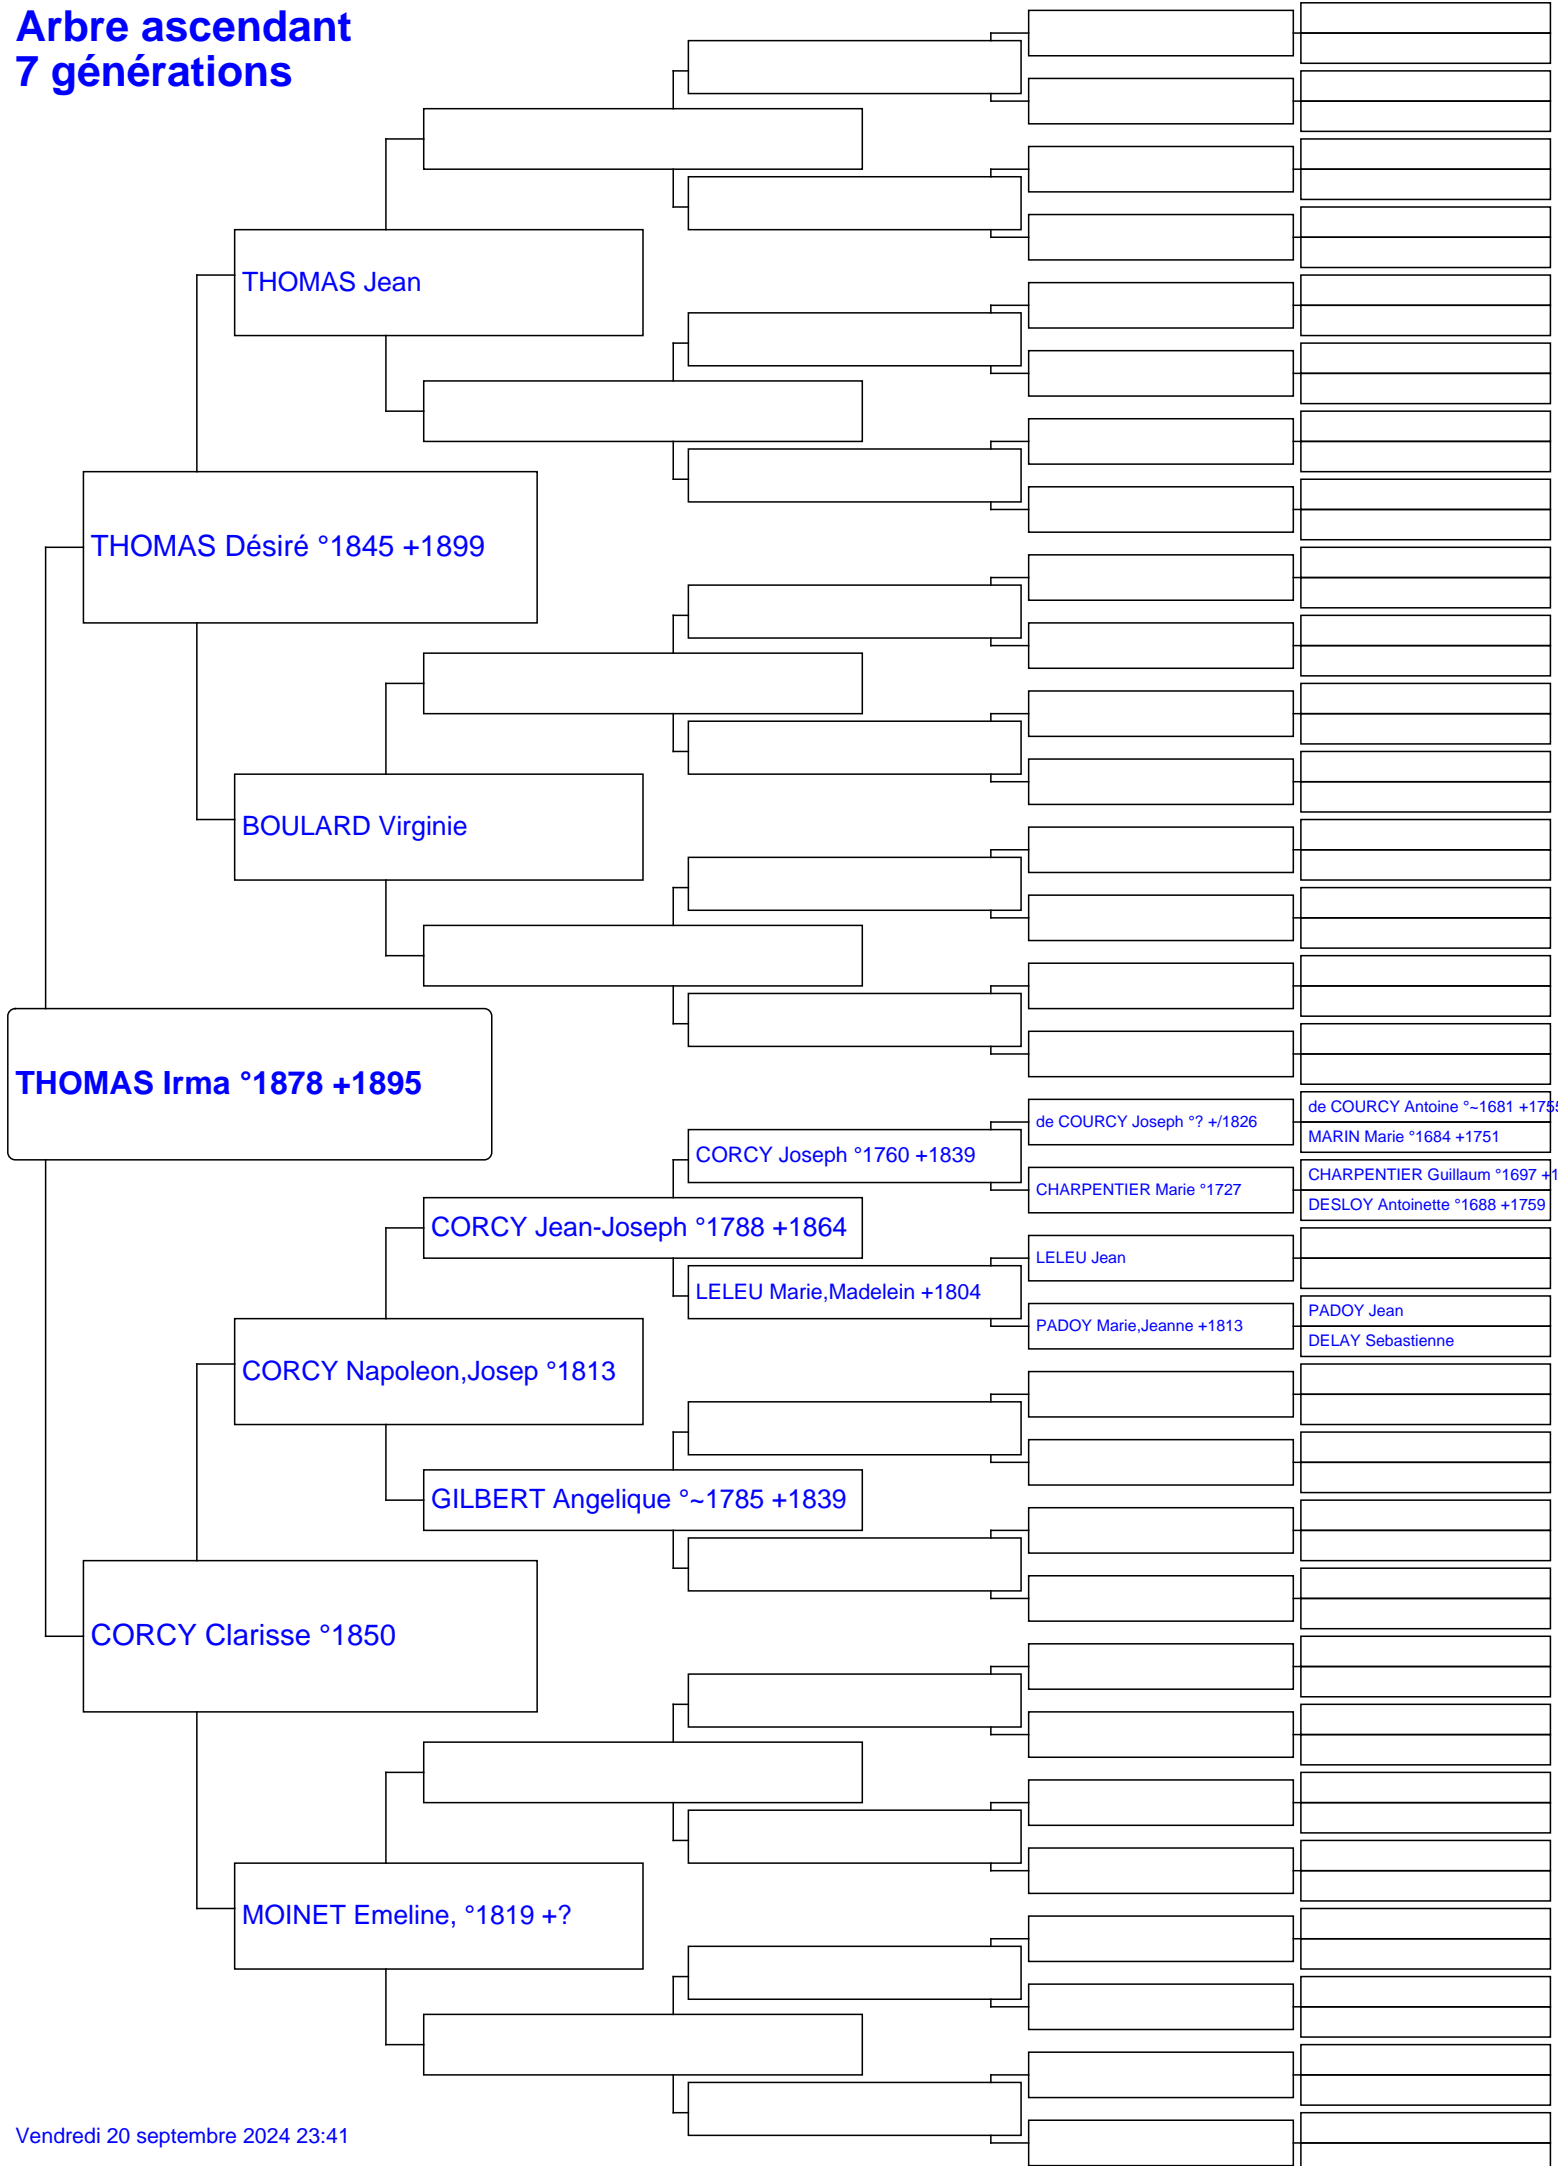 Arbre ascendant
7 générations
THOMAS Jean
THOMAS Désiré °1845 +1899
BOULARD Virginie
THOMAS Irma °1878 +1895
de COURCY Joseph °? +/1826
de COURCY Antoine °~1681 +1755
MARIN Marie °1684 +1751
CORCY Joseph °1760 +1839
CHARPENTIER Marie °1727
CHARPENTIER Guillaum °1697 +1
DESLOY Antoinette °1688 +1759
CORCY Jean-Joseph °1788 +1864
LELEU Jean
LELEU Marie,Madelein +1804
PADOY Marie,Jeanne +1813
PADOY Jean
DELAY Sebastienne
CORCY Napoleon,Josep °1813
GILBERT Angelique °~1785 +1839
CORCY Clarisse °1850
MOINET Emeline, °1819 +?
Vendredi 20 septembre 2024 23:41